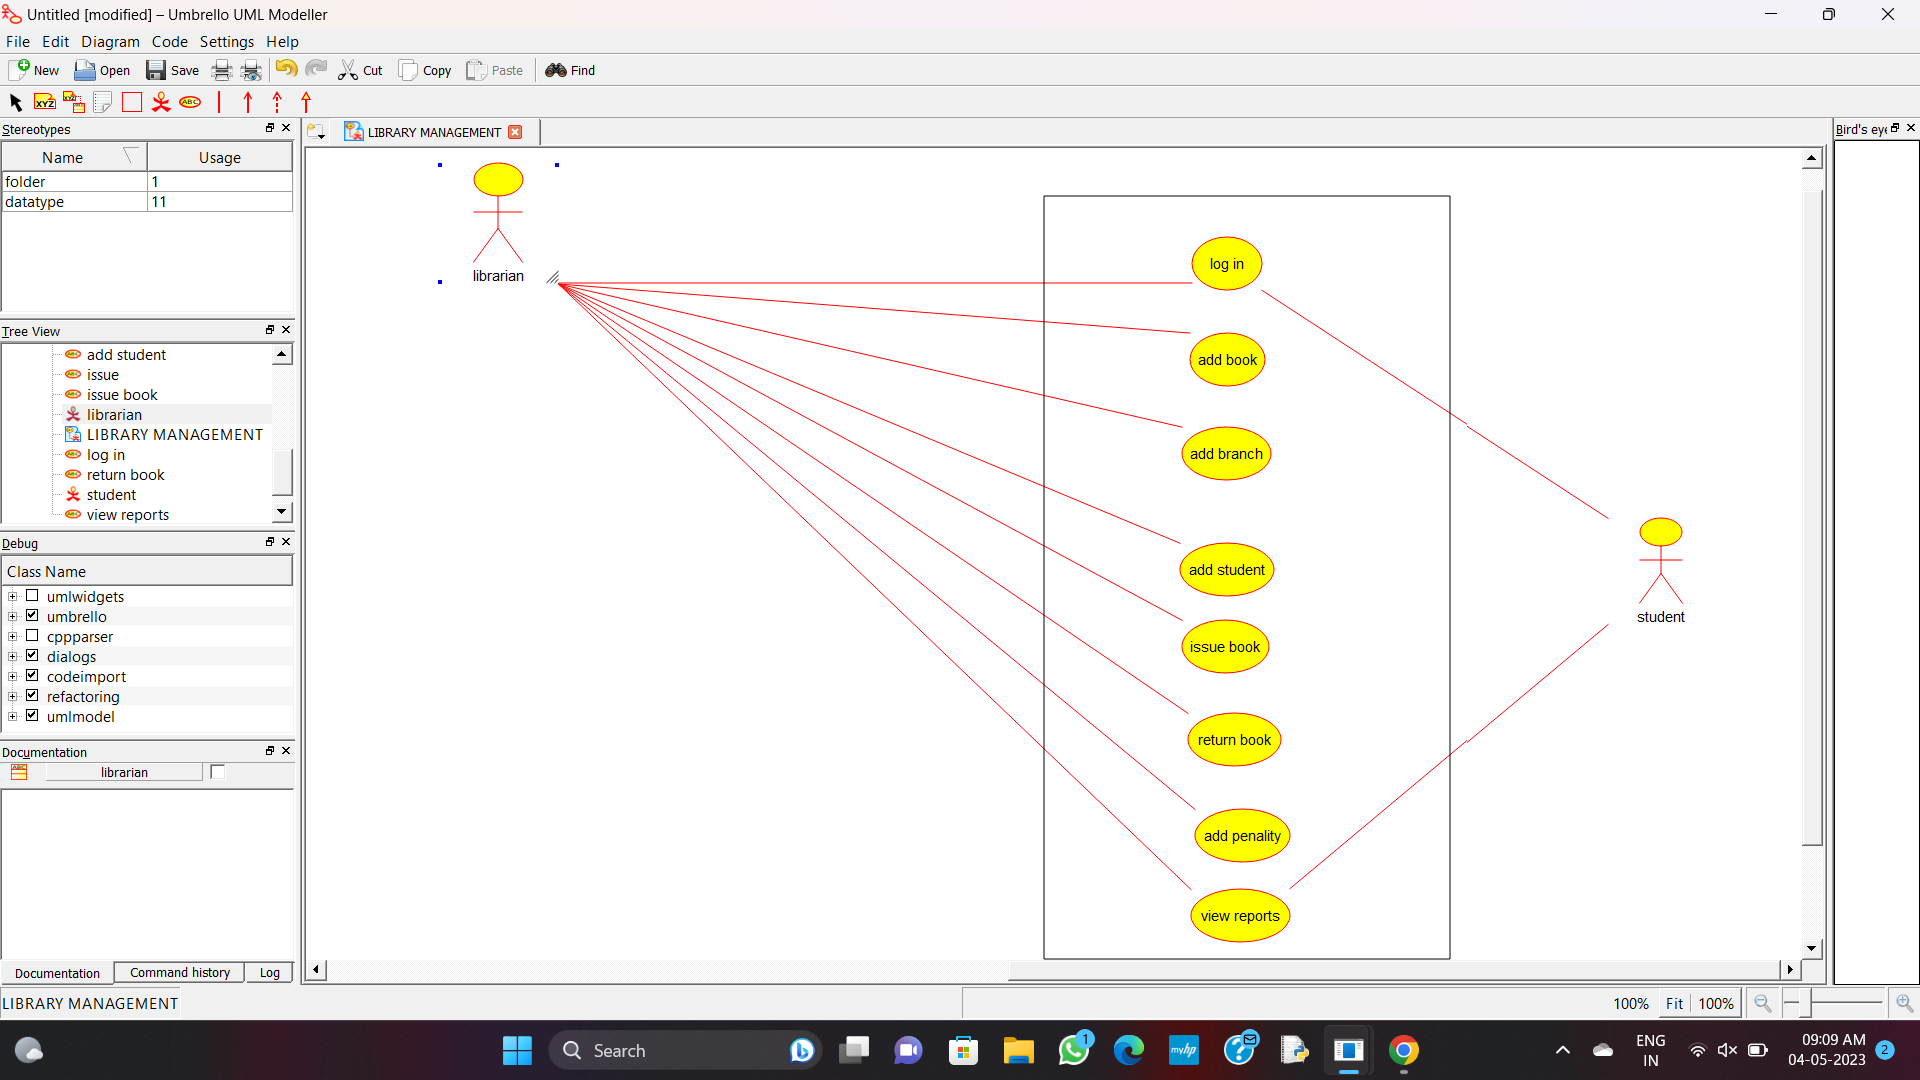 Untitled [modified] – Umbrello UML Modeller
File Edit Diagram Code Settings Help
New Open Save Cut Copy Paste Find
XYZ XYZ ABC
Stereotypes
Name Usage
folder 1
datatype 11
Tree View
add student
issue
issue book
librarian
LIBRARY MANAGEMENT
log in
return book
student
view reports
Debug
Class Name
umlwidgets
umbrello
cppparser
dialogs
codeimport
refactoring
umlmodel
Documentation
librarian
Documentation Command history Log
LIBRARY MANAGEMENT
Bird's eye
librarian
log in
add book
add branch
add student
issue book
return book
add penality
view reports
student
LIBRARY MANAGEMENT
100% Fit 100%
Search
myhp
1
ENG
IN
09:09 AM
04-05-2023
2